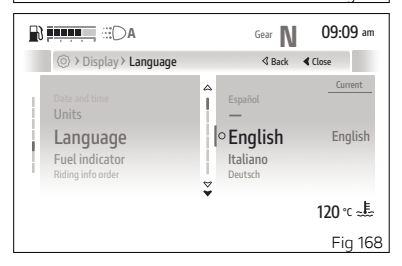 A Gear N 09:09 am
Display Language Back Close
Current
Date and time Español
Units —
Language English English
Fuel indicator Italiano
Riding info order Deutsch
120 °C
Fig 168